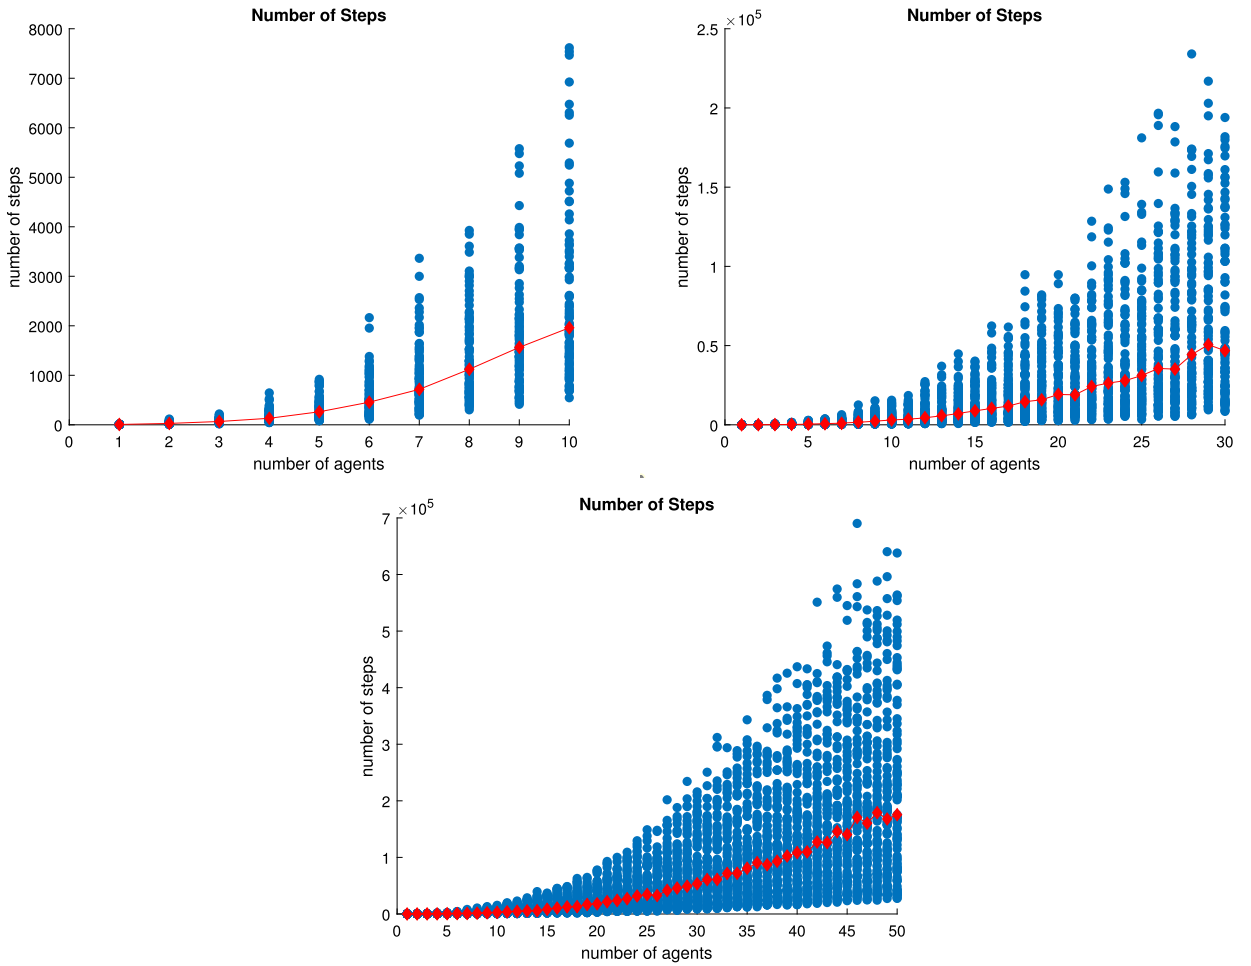 Number of Steps
8000
7000
6000
5000
4000
3000
2000
1000
0
0 1 2 3 4 5 6 7 8 9 10
number of agents
number of steps
Number of Steps
×10^5
2.5
2
1.5
1
0.5
0
0 5 10 15 20 25 30
number of agents
number of steps
Number of Steps
×10^5
7
6
5
4
3
2
1
0
0 5 10 15 20 25 30 35 40 45 50
number of agents
number of steps